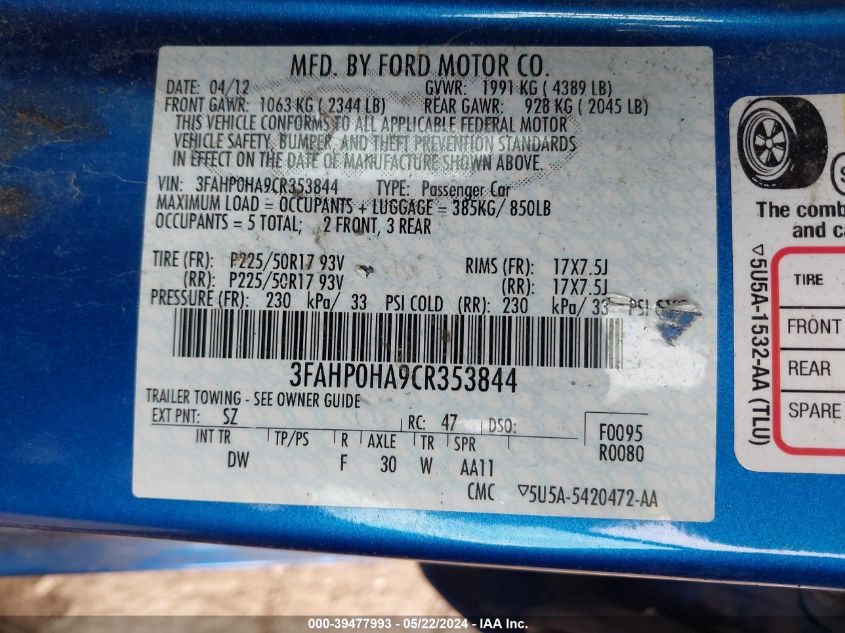 MFD. BY FORD MOTOR CO.
DATE: 04/12 GVWR: 1991 KG ( 4389 LB)
FRONT GAWR: 1063 KG ( 2344 LB) REAR GAWR: 928 KG ( 2045 LB)
THIS VEHICLE CONFORMS TO ALL APPLICABLE FEDERAL MOTOR
VEHICLE SAFETY, BUMPER, AND THEFT PREVENTION STANDARDS
IN EFFECT ON THE DATE OF MANUFACTURE SHOWN ABOVE.
VIN: 3FAHP0HA9CR353844 TYPE: Passenger Car
MAXIMUM LOAD = OCCUPANTS + LUGGAGE = 385KG/ 850LB
OCCUPANTS = 5 TOTAL; 2 FRONT, 3 REAR
TIRE (FR): P225/50R17 93V RIMS (FR): 17X7.5J
(RR): P225/50R17 93V (RR): 17X7.5J
PRESSURE (FR): 230 kPa/ 33 PSI COLD (RR): 230 kPa/ 33 PSI
3FAHP0HA9CR353844
TRAILER TOWING - SEE OWNER GUIDE
EXT PNT: SZ RC: 47 DSO: F0095
INT TR TP/PS R AXLE TR SPR R0080
DW F 30 W AA11
CMC ▽5U5A-5420472-AA
The comb
and ca
▽5U5A-1532-AA (TLU)
TIRE
FRONT
REAR
SPARE
000-39477993 - 05/22/2024 - IAA Inc.